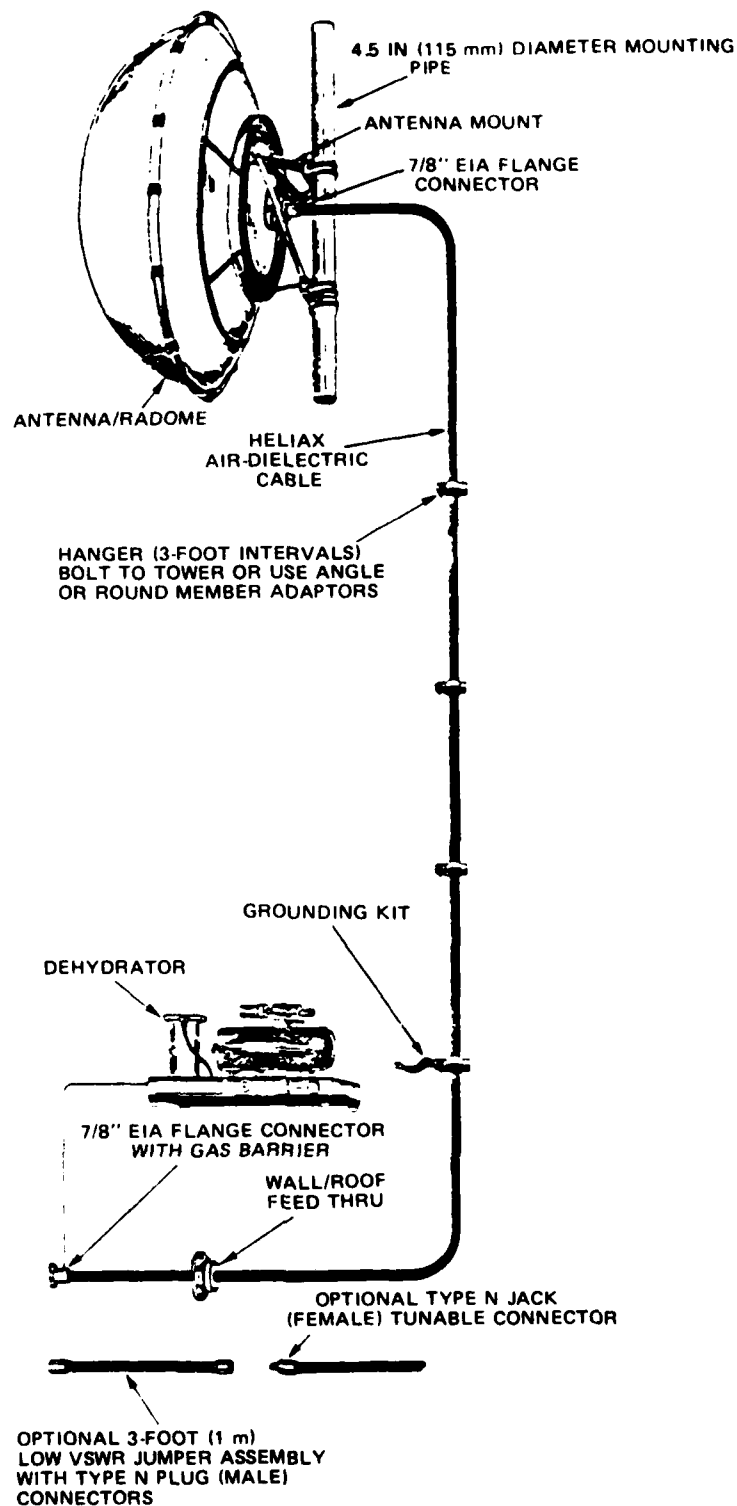 4.5 IN (115 mm) DIAMETER MOUNTING
PIPE
ANTENNA MOUNT
7/8" EIA FLANGE
CONNECTOR
ANTENNA/RADOME
HELIAX
AIR-DIELECTRIC
CABLE
HANGER (3-FOOT INTERVALS)
BOLT TO TOWER OR USE ANGLE
OR ROUND MEMBER ADAPTORS
GROUNDING KIT
DEHYDRATOR
7/8" EIA FLANGE CONNECTOR
WITH GAS BARRIER
WALL/ROOF
FEED THRU
OPTIONAL TYPE N JACK
(FEMALE) TUNABLE CONNECTOR
OPTIONAL 3-FOOT (1 m)
LOW VSWR JUMPER ASSEMBLY
WITH TYPE N PLUG (MALE)
CONNECTORS